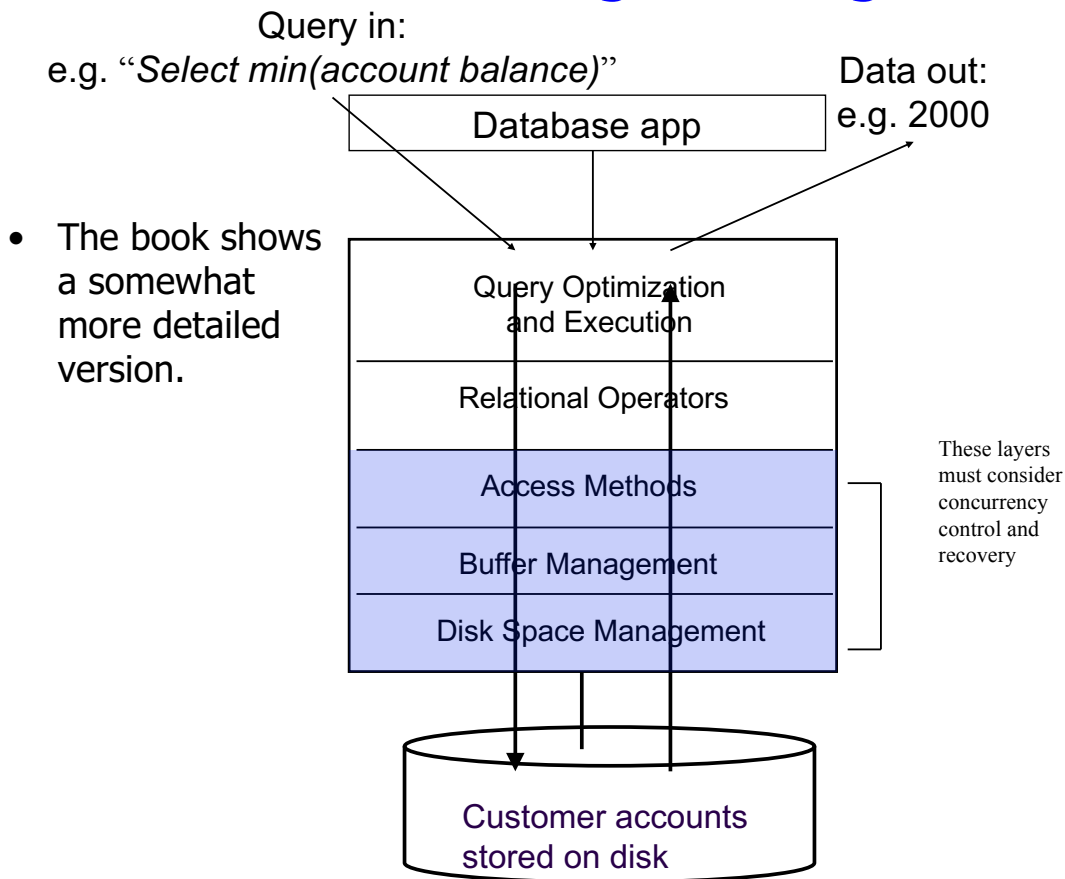 Query in:
e.g. “Select min(account balance)”
Data out:
e.g. 2000
Database app
• The book shows
a somewhat
more detailed
version.
Query Optimization
and Execution
Relational Operators
Access Methods
Buffer Management
Disk Space Management
These layers
must consider
concurrency
control and
recovery
Customer accounts
stored on disk